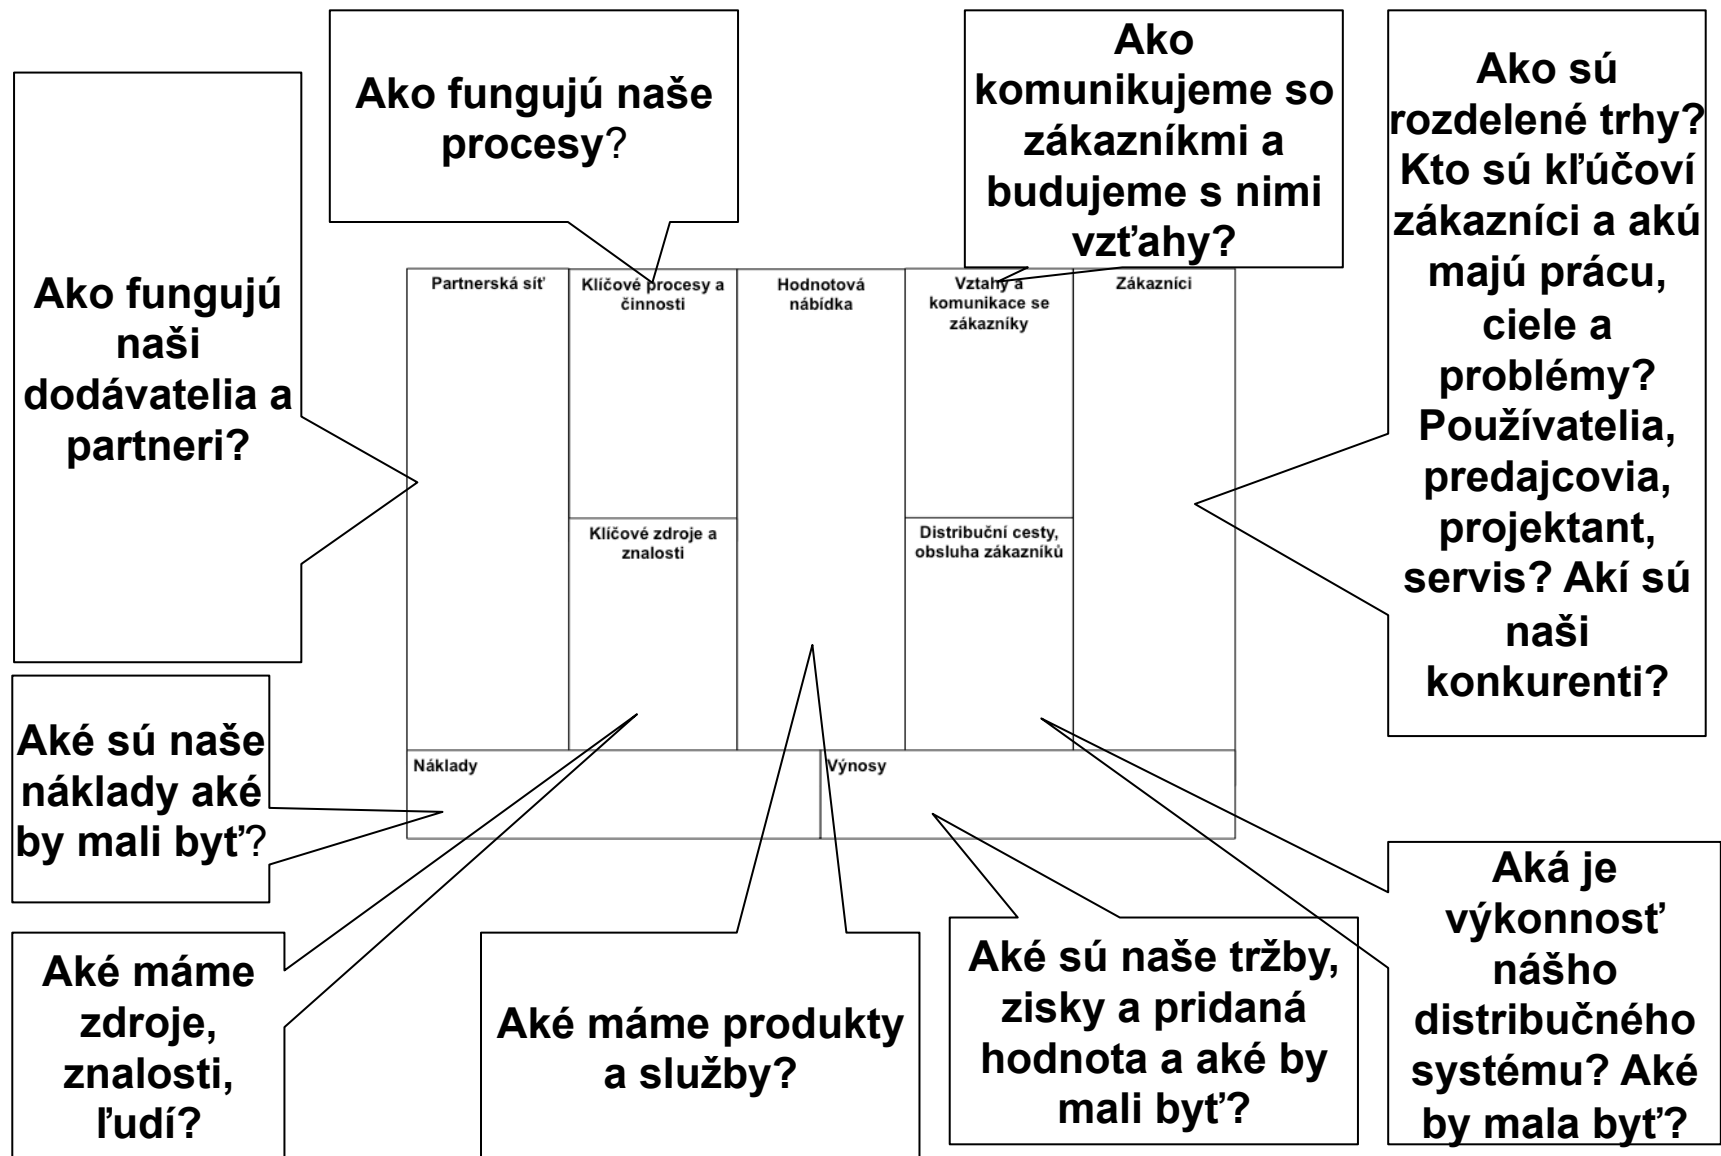 Ako fungujú naše
procesy?
Ako
komunikujeme so
zákazníkmi a
budujeme s nimi
vzťahy?
Ako sú
rozdelené trhy?
Kto sú kľúčoví
zákazníci a akú
majú prácu,
ciele a
problémy?
Používatelia,
predajcovia,
projektant,
servis? Akí sú
naši
konkurenti?
Ako fungujú
naši
dodávatelia a
partneri?
Partnerská síť
Klíčové procesy a
činnosti
Hodnotová
nábídka
Vztahy a
komunikace se
zákazníky
Zákazníci
Klíčové zdroje a
znalosti
Distribuční cesty,
obsluha zákazníků
Náklady
Výnosy
Aké sú naše
náklady aké
by mali byť?
Aké máme
zdroje,
znalosti,
ľudí?
Aké máme produkty
a služby?
Aké sú naše tržby,
zisky a pridaná
hodnota a aké by
mali byť?
Aká je
výkonnosť
nášho
distribučného
systému? Aké
by mala byť?